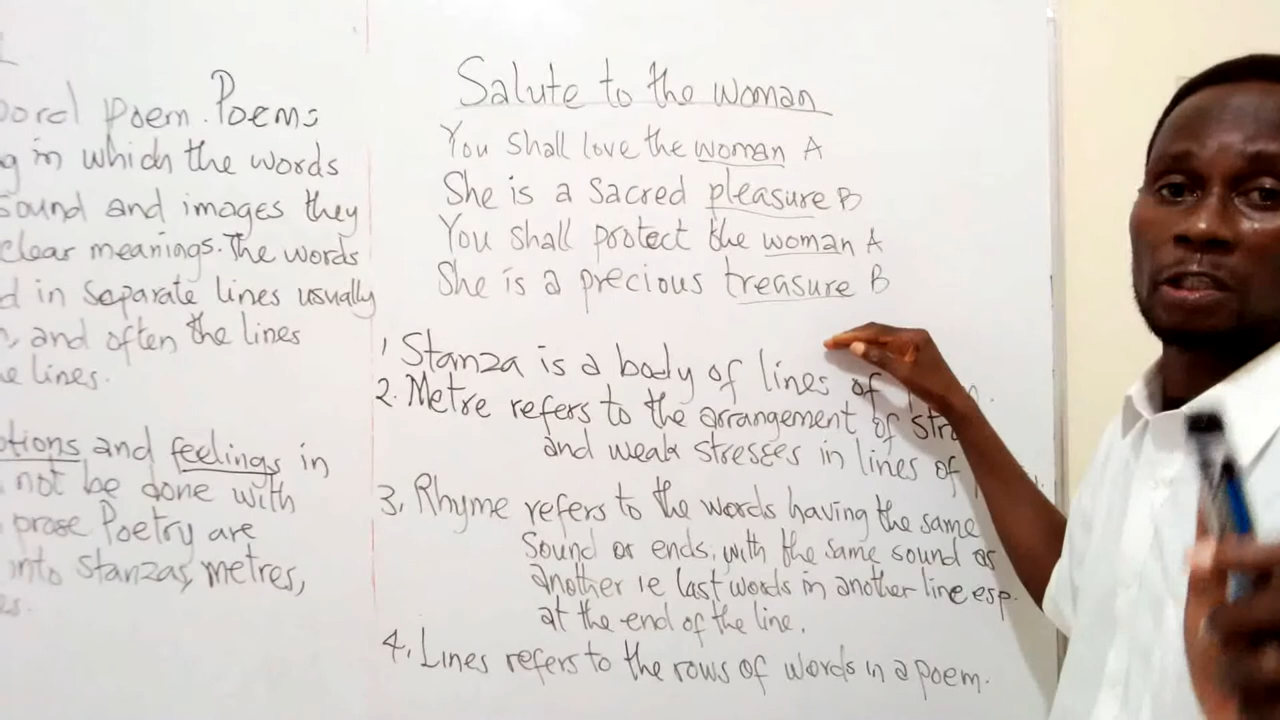 poem. Poems
in which the words
sound and images they
clear meanings. The words
in separate lines usually
and often the lines
lines.
and feelings in
not be done with
prose Poetry are
into stanzas, metres,
Salute to the woman
You shall love the woman A
She is a sacred pleasure B
You shall protect the woman A
She is a precious treasure B
1 Stanza is a body of lines of
2. Metre refers to the arrangement of
and weak stresses in lines of
3. Rhyme refers to the words having the same
sound or ends, with the same sound as
another ie last words in another line esp.
at the end of the line.
4. Lines refers to the rows of words in a poem.